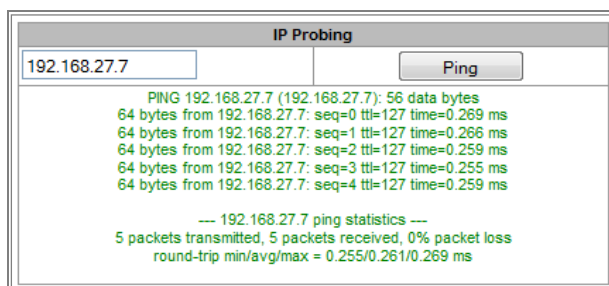 IP Probing
192.168.27.7
Ping
PING 192.168.27.7 (192.168.27.7): 56 data bytes
64 bytes from 192.168.27.7: seq=0 ttl=127 time=0.269 ms
64 bytes from 192.168.27.7: seq=1 ttl=127 time=0.266 ms
64 bytes from 192.168.27.7: seq=2 ttl=127 time=0.259 ms
64 bytes from 192.168.27.7: seq=3 ttl=127 time=0.255 ms
64 bytes from 192.168.27.7: seq=4 ttl=127 time=0.259 ms
--- 192.168.27.7 ping statistics ---
5 packets transmitted, 5 packets received, 0% packet loss
round-trip min/avg/max = 0.255/0.261/0.269 ms